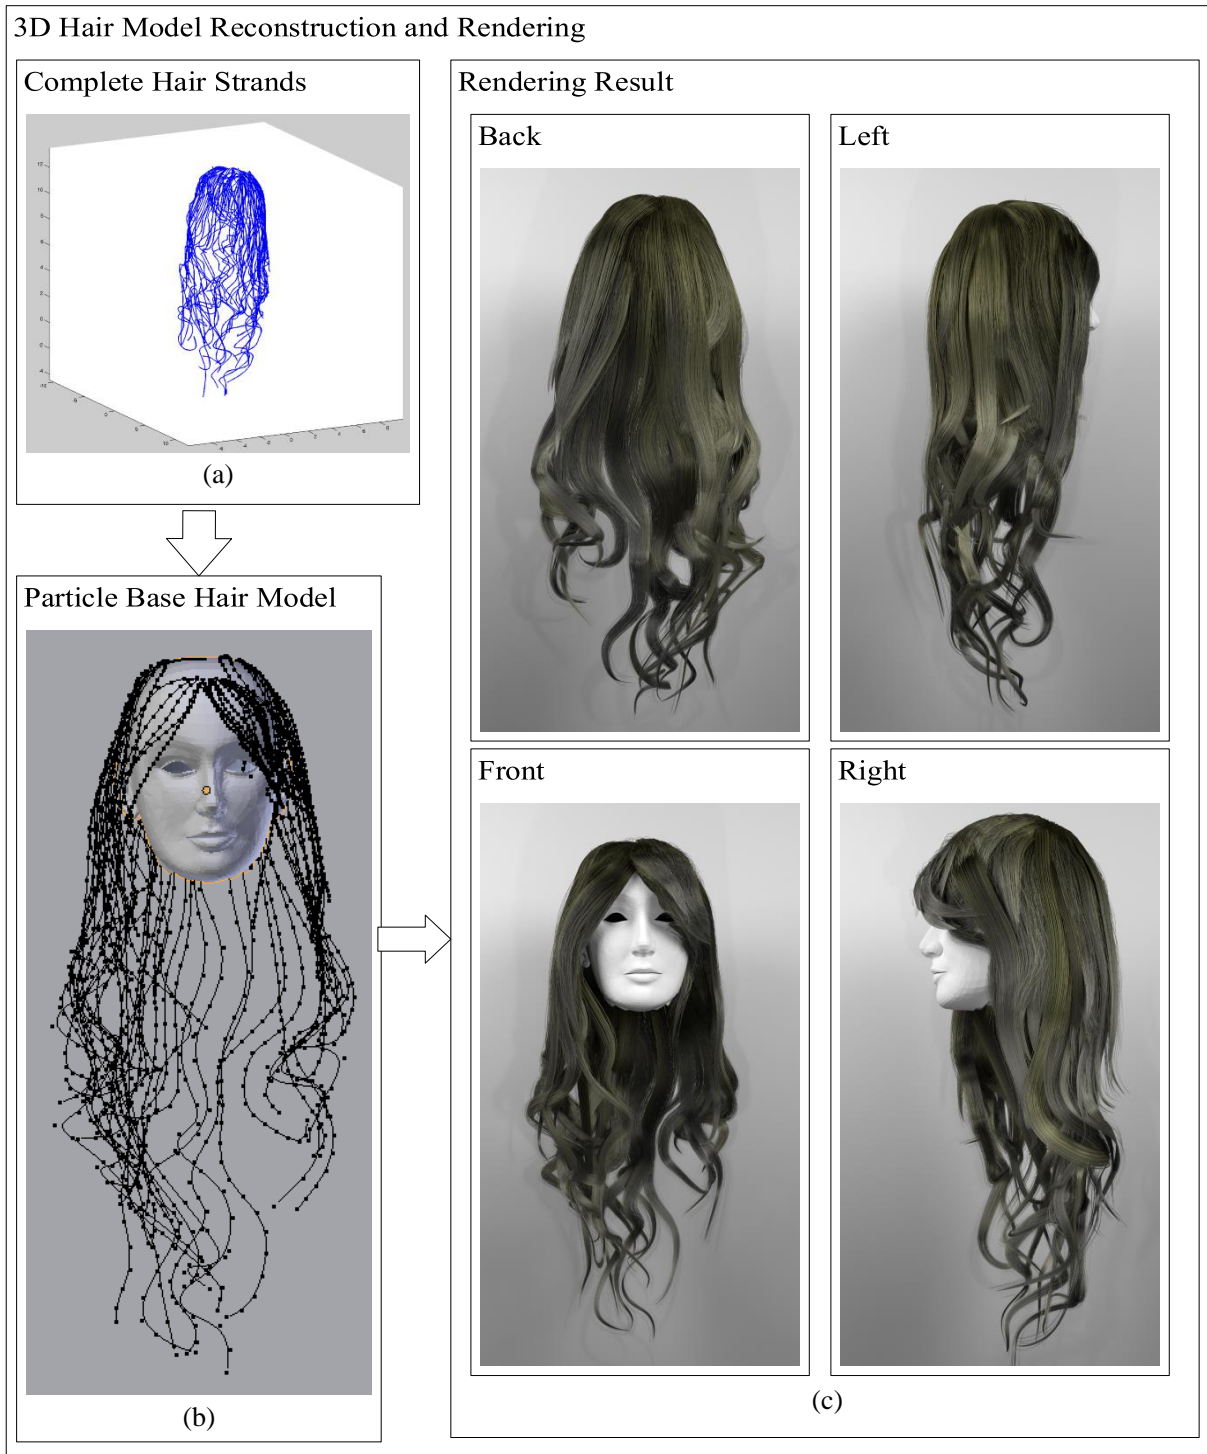 3D Hair Model Reconstruction and Rendering
Complete Hair Strands
(a)
Particle Base Hair Model
(b)
Rendering Result
Back
Left
Front
Right
(c)